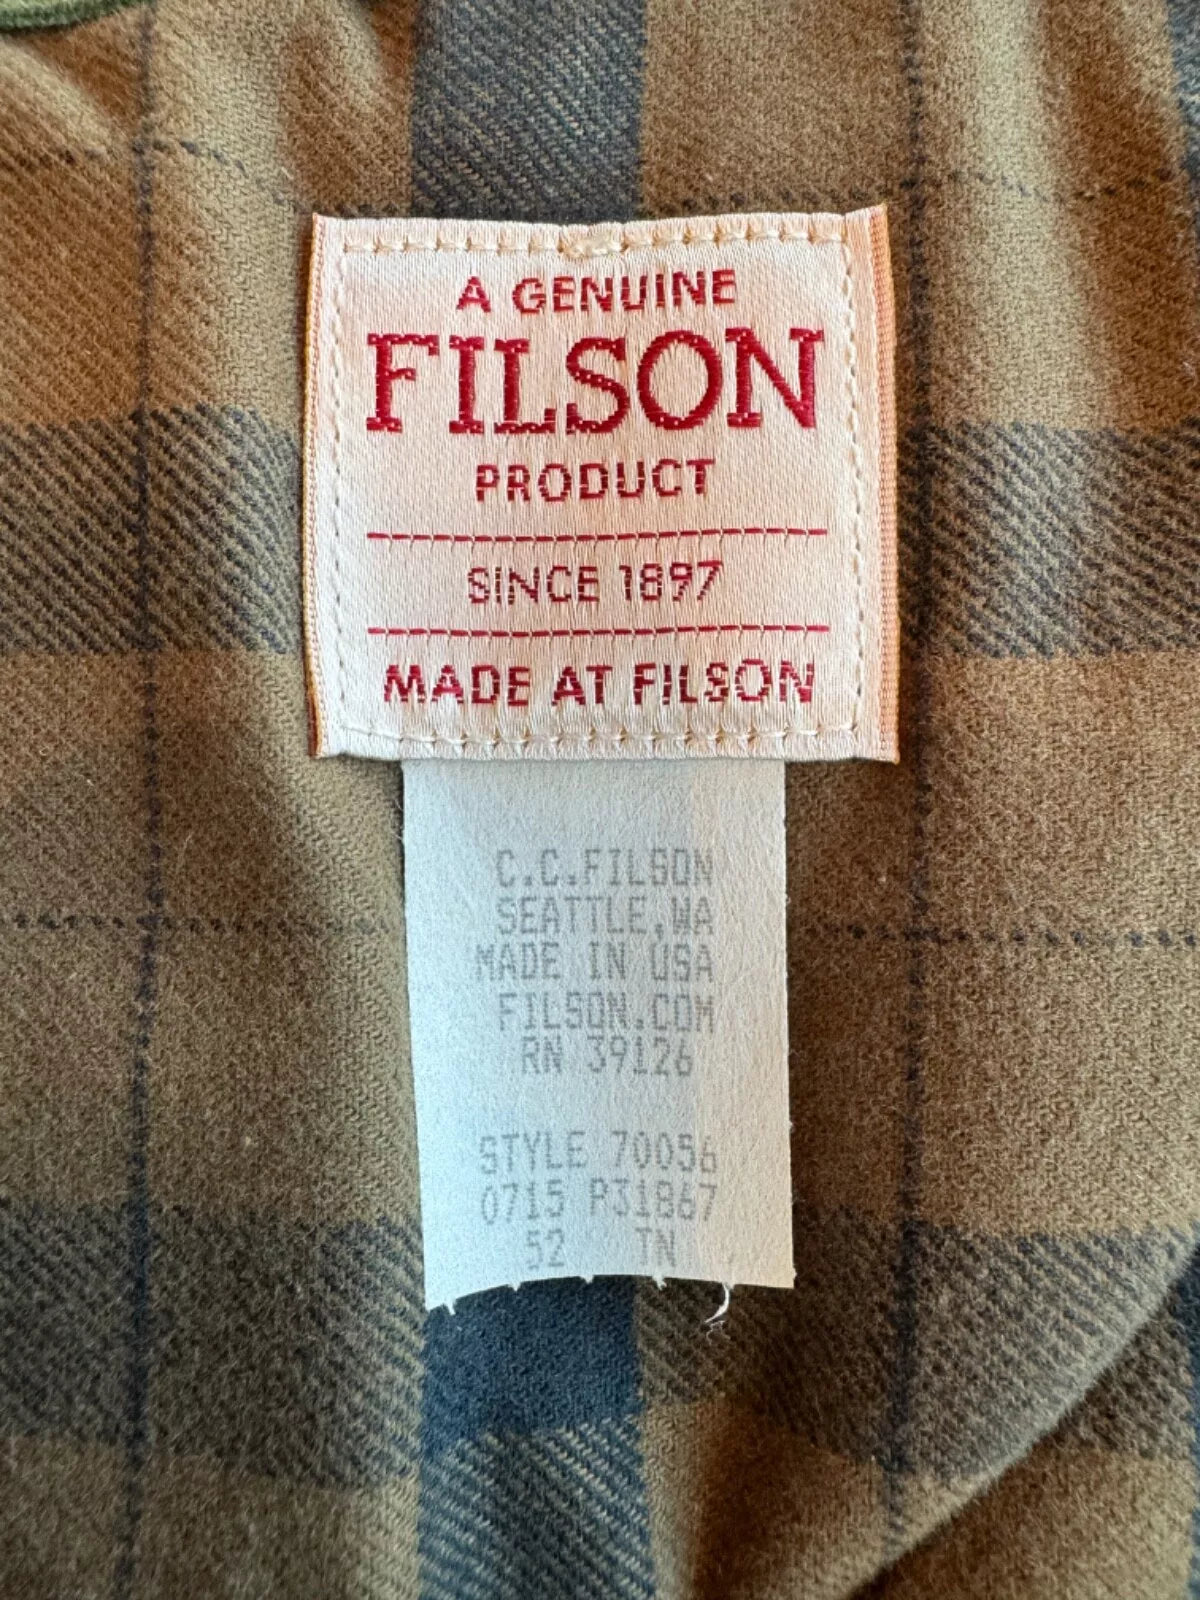 A GENUINE
FILSON
PRODUCT
SINCE 1897
MADE AT FILSON
C.C.FILSON
SEATTLE,WA
MADE IN USA
FILSON.COM
RN 39126
STYLE 70056
0715 P31867
52 TN